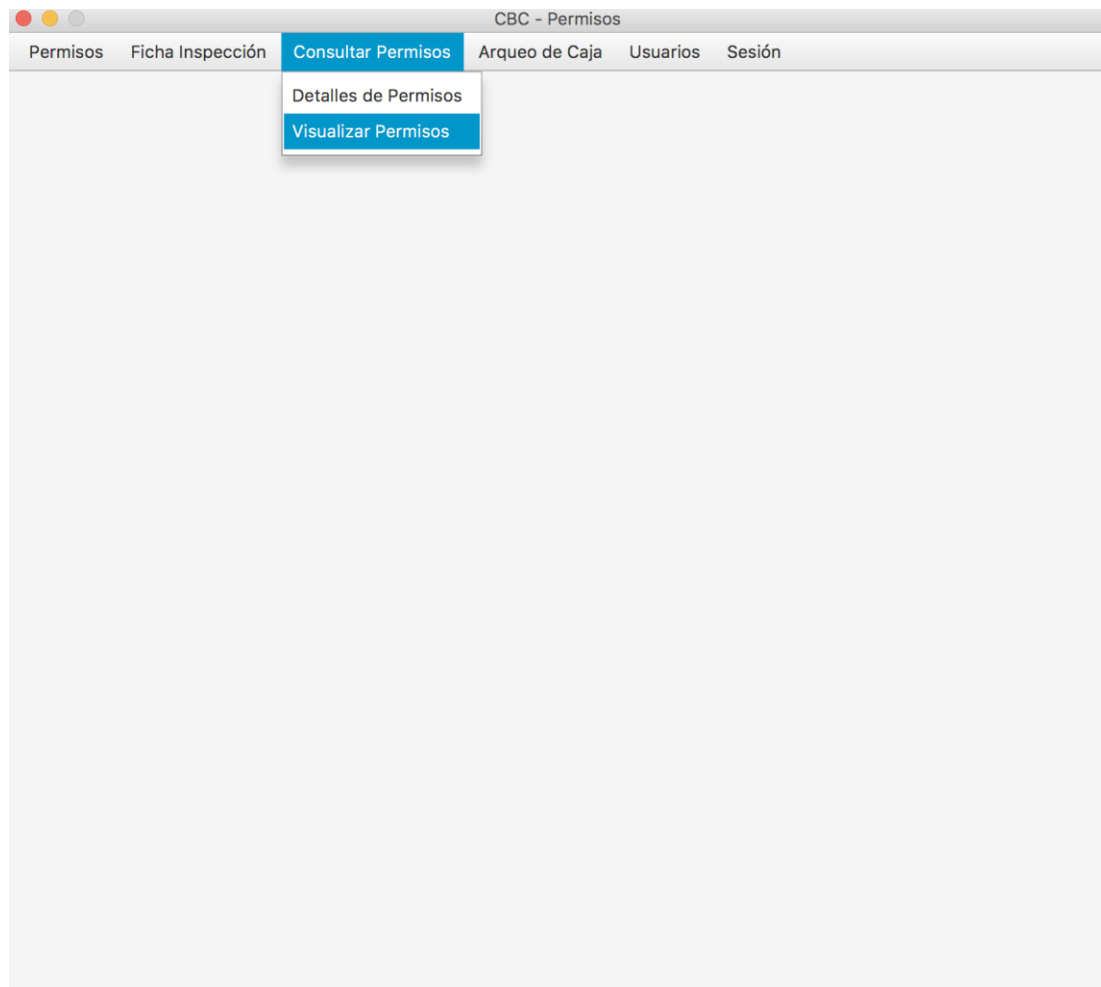 CBC - Permisos
Permisos Ficha Inspección Consultar Permisos Arqueo de Caja Usuarios Sesión
Detalles de Permisos
Visualizar Permisos